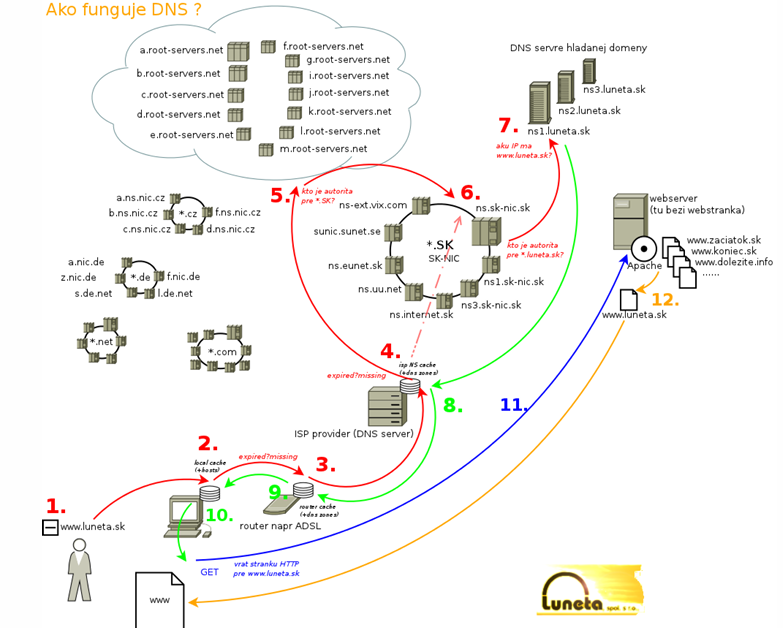 Ako funguje DNS ?
a.root-servers.net
b.root-servers.net
c.root-servers.net
d.root-servers.net
e.root-servers.net
f.root-servers.net
g.root-servers.net
i.root-servers.net
j.root-servers.net
k.root-servers.net
l.root-servers.net
m.root-servers.net
DNS servre hladanej domeny
ns3.luneta.sk
ns2.luneta.sk
ns1.luneta.sk
7.
aku IP ma
www.luneta.sk?
5.
kto je autorita
pre *.SK?
6.
ns-ext.vix.com
ns.sk-nic.sk
sunic.sunet.se
*.SK
SK-NIC
kto je autorita
pre *.luneta.sk?
ns.eunet.sk
ns1.sk-nic.sk
ns.uu.net
ns3.sk-nic.sk
ns.internet.sk
a.ns.nic.cz
b.ns.nic.cz
*.cz
f.ns.nic.cz
c.ns.nic.cz
d.ns.nic.cz
a.nic.de
z.nic.de
*.de
f.nic.de
s.de.net
l.de.net
*.net
*.com
webserver
(tu bezi webstranka)
Apache
www.zaciatok.sk
www.koniec.sk
www.dolezite.info
......
12.
www.luneta.sk
4.
isp NS cache
(+dns zones)
expired?missing
8.
11.
ISP provider (DNS server)
2.
local cache
(+hosts)
expired?missing
3.
9.
router cache
(+dns zones)
10.
router napr ADSL
1.
www.luneta.sk
GET
vrat stranku HTTP
pre www.luneta.sk
www
Luneta spol. s r.o.